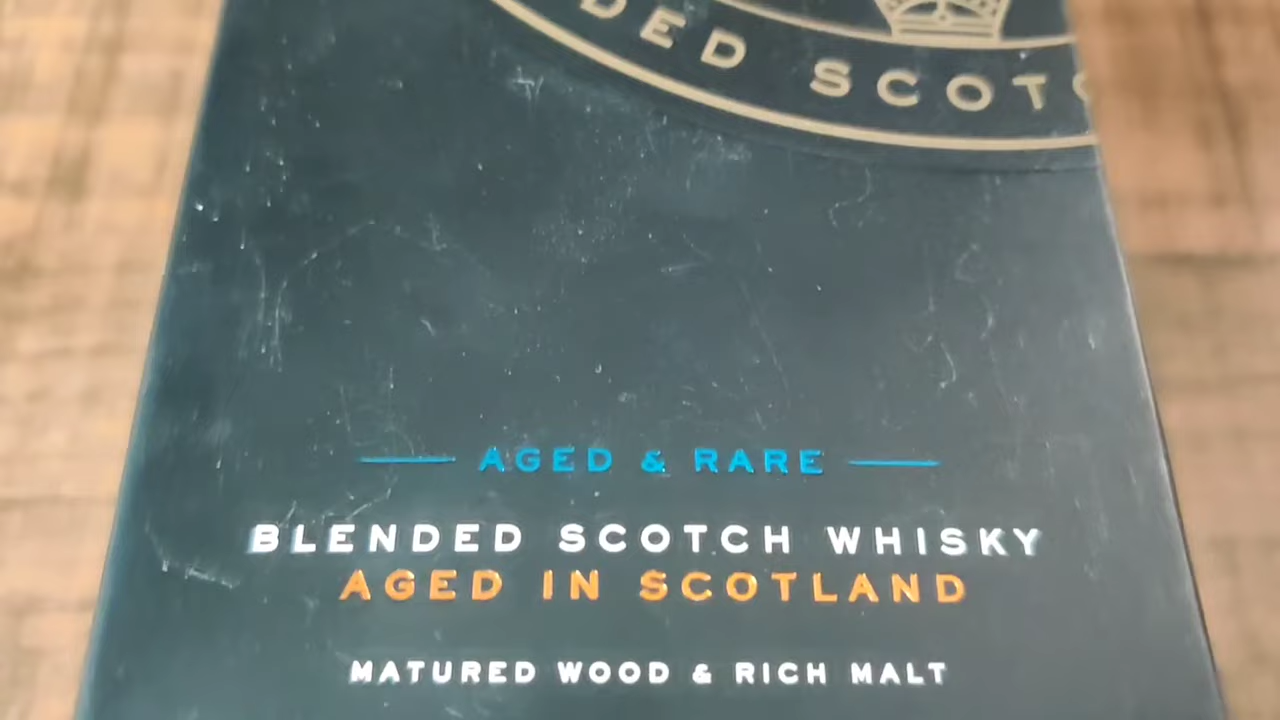 DED SCOT
AGED & RARE
BLENDED SCOTCH WHISKY
AGED IN SCOTLAND
MATURED WOOD & RICH MALT